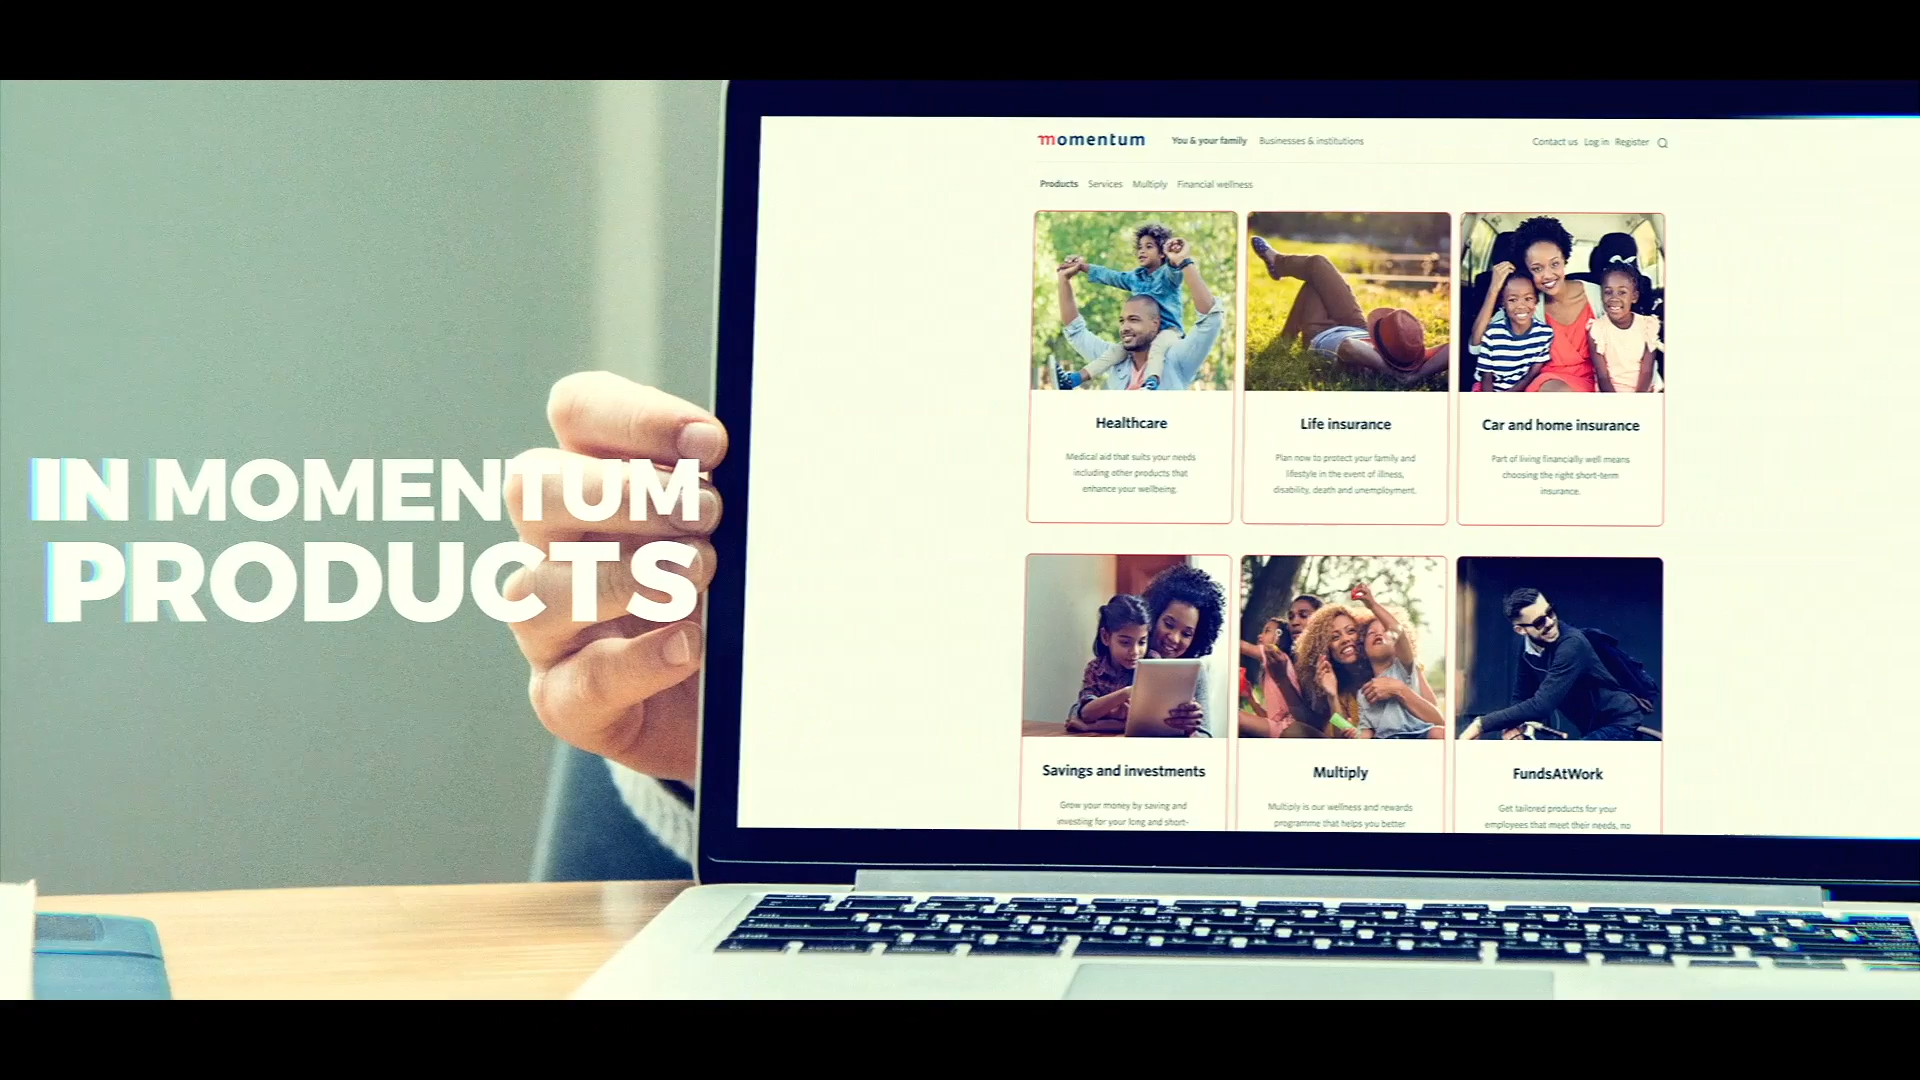 IN MOMENTUM
PRODUCTS
momentum You & your family Businesses & institutions Contact us Log in Register
Products Services Multiply Financial wellness
Healthcare
Medical aid that suits your needs
including other products that
enhance your wellbeing.
Life insurance
Plan now to protect your family and
lifestyle in the event of illness,
disability, death and unemployment.
Car and home insurance
Part of living financially well means
choosing the right short-term
insurance.
Savings and investments
Grow your money by saving and
investing for your long and short-
Multiply
Multiply is our wellness and rewards
programme that helps you better
FundsAtWork
Get tailored products for your
employees that meet their needs, no